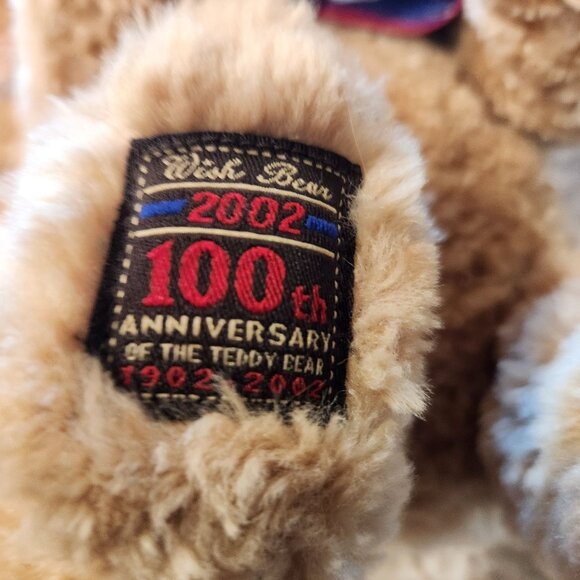 Wish Bear
2002
100th
ANNIVERSARY
OF THE TEDDY BEAR
1902-2002